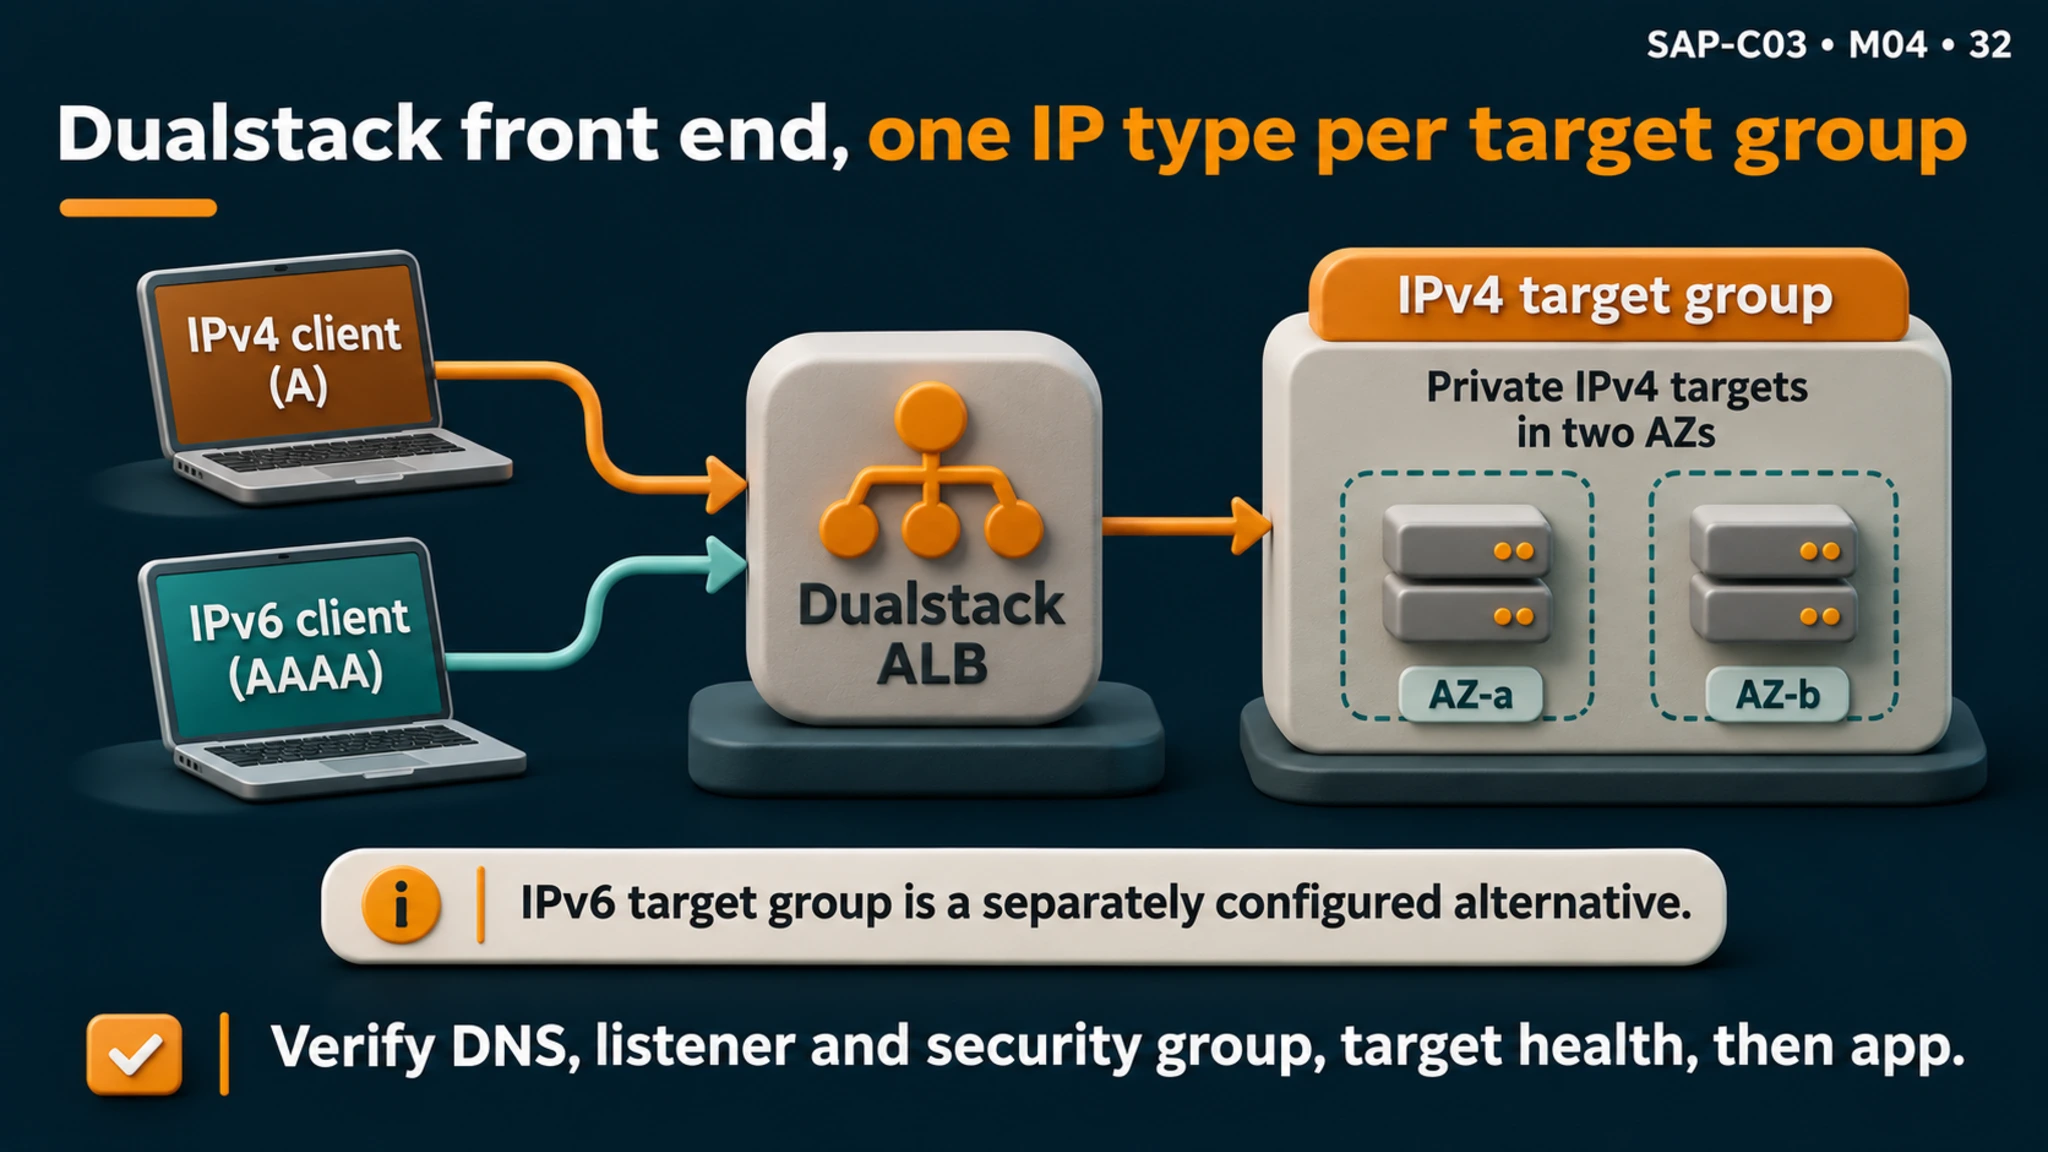 SAP-C03 • M04 • 32
Dualstack front end, one IP type per target group
IPv4 client
(A)
IPv6 client
(AAAA)
Dualstack
ALB
IPv4 target group
Private IPv4 targets
in two AZs
AZ-a
AZ-b
IPv6 target group is a separately configured alternative.
Verify DNS, listener and security group, target health, then app.